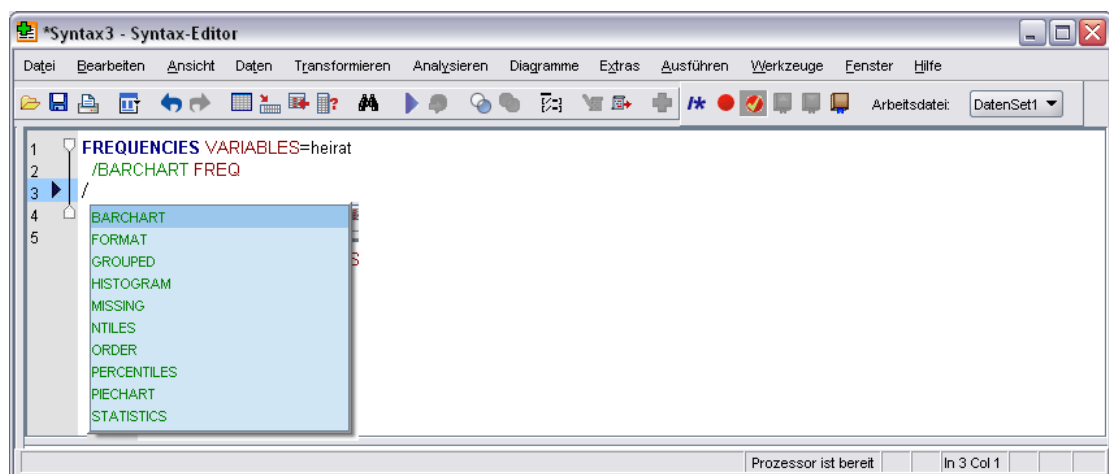 *Syntax3 - Syntax-Editor
Datei Bearbeiten Ansicht Daten Transformieren Analysieren Diagramme Extras Ausführen Werkzeuge Fenster Hilfe
Arbeitsdatei: DatenSet1
1 FREQUENCIES VARIABLES=heirat
2 /BARCHART FREQ
3 /
4 BARCHART
5 FORMAT
GROUPED
HISTOGRAM
MISSING
NTILES
ORDER
PERCENTILES
PIECHART
STATISTICS
Prozessor ist bereit In 3 Col 1